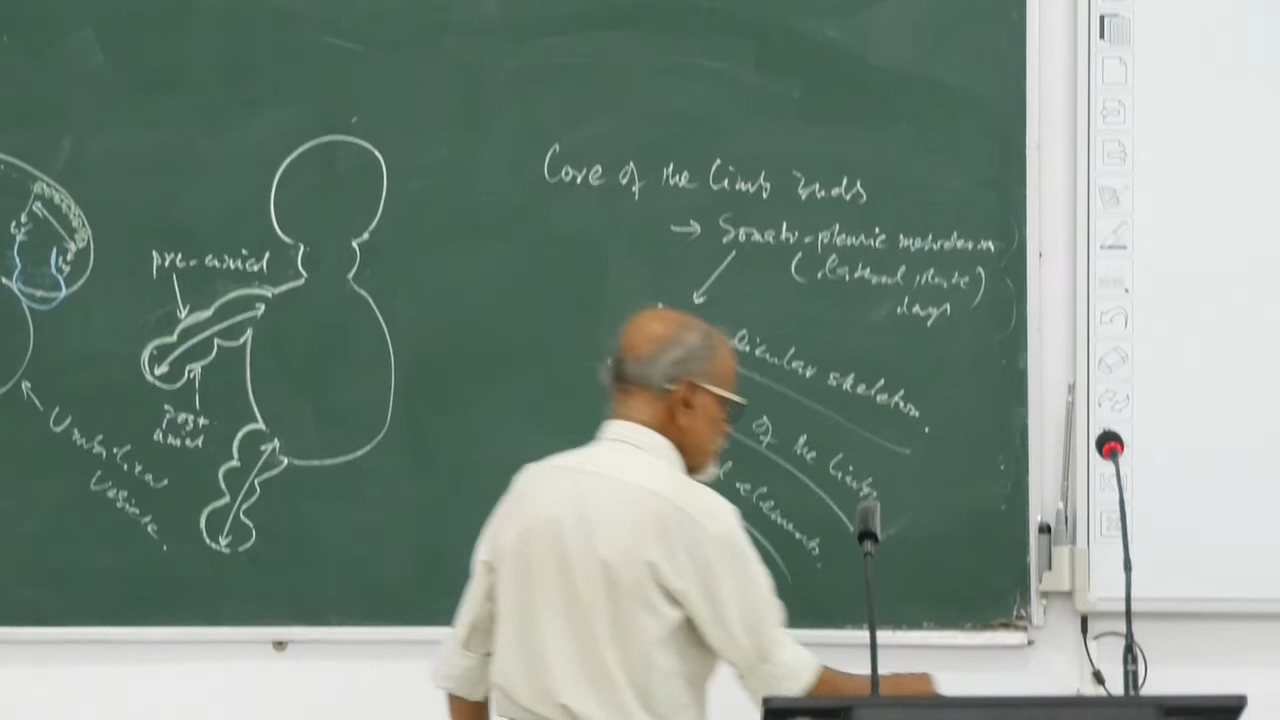 Core of the limb buds
→ Somato-pleuric mesoderm
(lateral plate)
days
licular skeleton.
of the limbs
l elements.
pre-axial
post
axial
Umbilical
Vesicle.